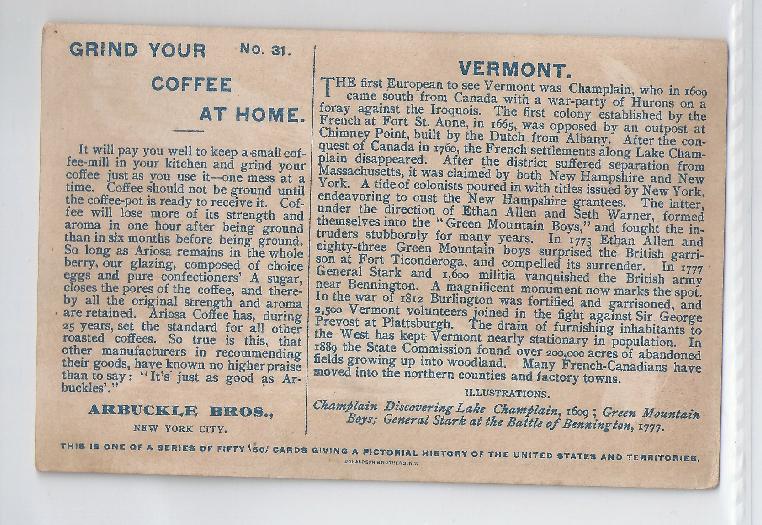 GRIND YOUR No. 31.
COFFEE
AT HOME.
It will pay you well to keep a small cof-
fee-mill in your kitchen and grind your
coffee just as you use it—one mess at a
time. Coffee should not be ground until
the coffee-pot is ready to receive it. Cof-
fee will lose more of its strength and
aroma in one hour after being ground
than in six months before being ground.
So long as Ariosa remains in the whole
berry, our glazing, composed of choice
eggs and pure confectioners' A sugar,
closes the pores of the coffee, and there-
by all the original strength and aroma
are retained. Ariosa Coffee has, during
25 years, set the standard for all other
roasted coffees. So true is this, that
other manufacturers in recommending
their goods, have known no higher praise
than to say: "It's just as good as Ar-
buckles'."
ARBUCKLE BROS.,
NEW YORK CITY.
VERMONT.
THE first European to see Vermont was Champlain, who in 1609
came south from Canada with a war-party of Hurons on a
foray against the Iroquois. The first colony established by the
French at Fort St. Anne, in 1665, was opposed by an outpost at
Chimney Point, built by the Dutch from Albany. After the con-
quest of Canada in 1760, the French settlements along Lake Cham-
plain disappeared. After the district suffered separation from
Massachusetts, it was claimed by both New Hampshire and New
York. A tide of colonists poured in with titles issued by New York,
endeavoring to oust the New Hampshire grantees. The latter,
under the direction of Ethan Allen and Seth Warner, formed
themselves into the "Green Mountain Boys," and fought the in-
truders stubbornly for many years. In 1775 Ethan Allen and
eighty-three Green Mountain boys surprised the British garri-
son at Fort Ticonderoga, and compelled its surrender. In 1777
General Stark and 1,600 militia vanquished the British army
near Bennington. A magnificent monument now marks the spot.
In the war of 1812 Burlington was fortified and garrisoned, and
2,500 Vermont volunteers joined in the fight against Sir George
Prevost at Plattsburgh. The drain of furnishing inhabitants to
the West has kept Vermont nearly stationary in population. In
1889 the State Commission found over 200,000 acres of abandoned
fields growing up into woodland. Many French-Canadians have
moved into the northern counties and factory towns.
ILLUSTRATIONS.
Champlain Discovering Lake Champlain, 1609; Green Mountain
Boys; General Stark at the Battle of Bennington, 1777.
THIS IS ONE OF A SERIES OF FIFTY (50) CARDS GIVING A PICTORIAL HISTORY OF THE UNITED STATES AND TERRITORIES.